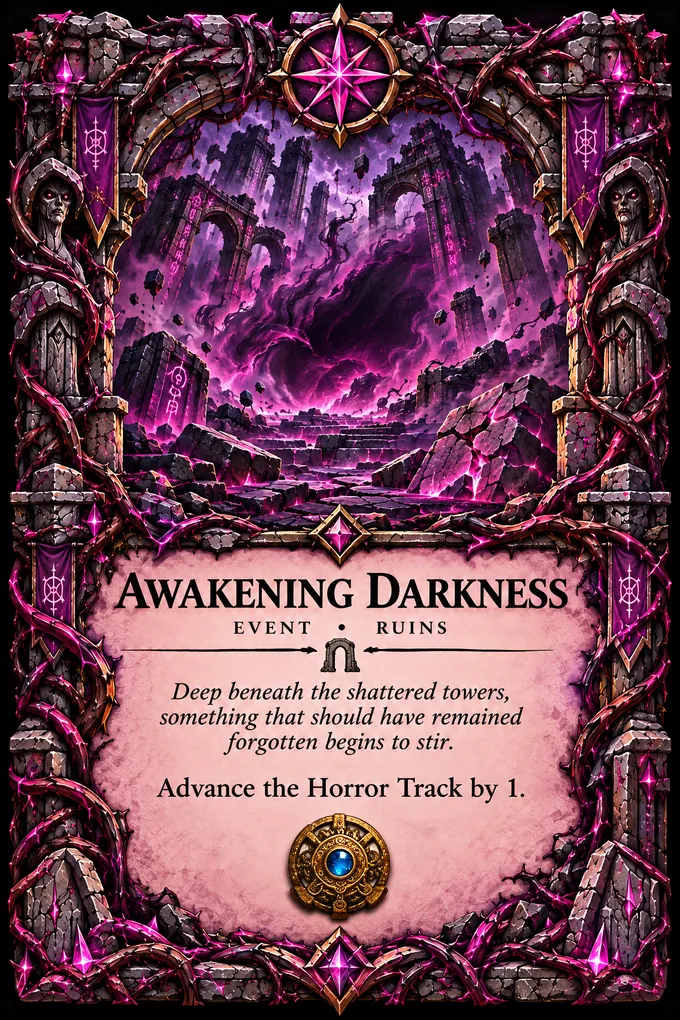 AWAKENING DARKNESS
EVENT • RUINS
Deep beneath the shattered towers,
something that should have remained
forgotten begins to stir.
Advance the Horror Track by 1.